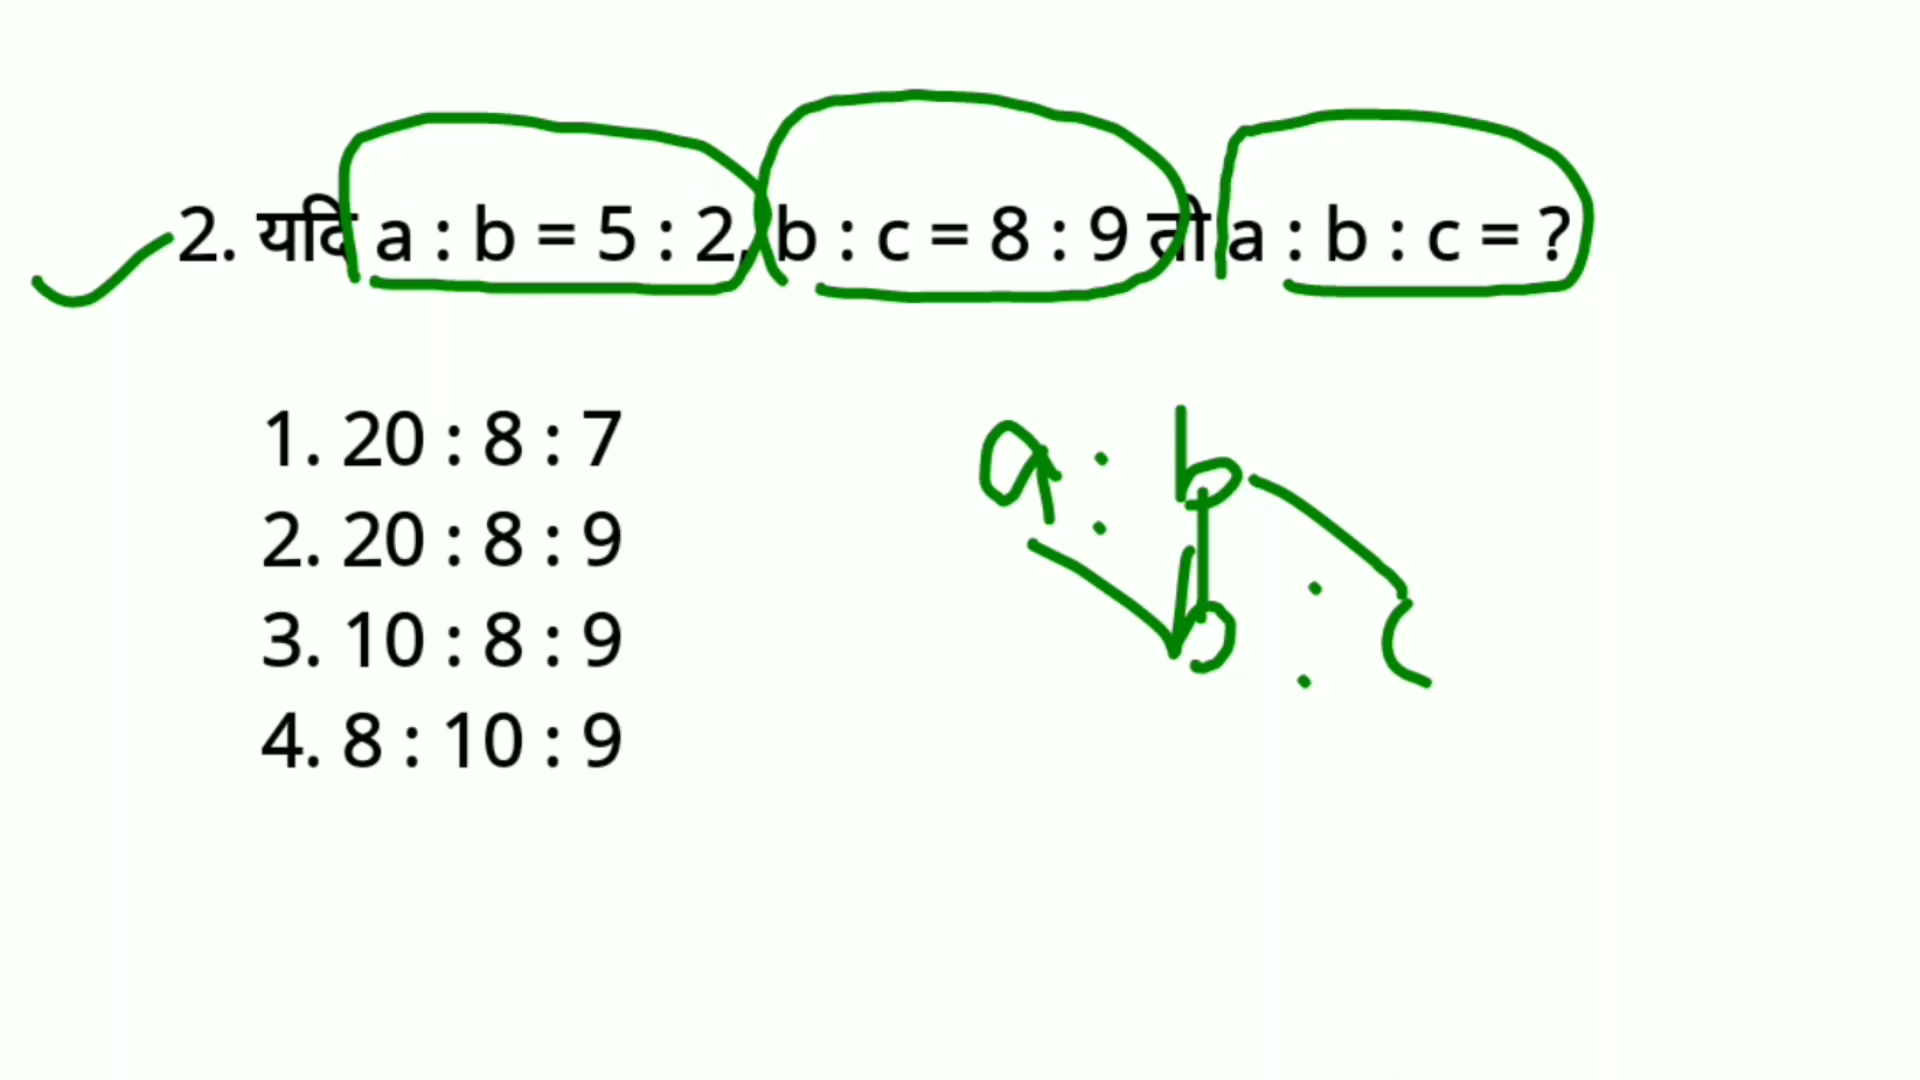 2. यदि a : b = 5 : 2, b : c = 8 : 9 तो a : b : c = ?
1. 20 : 8 : 7
2. 20 : 8 : 9
3. 10 : 8 : 9
4. 8 : 10 : 9
a : b
: b : c